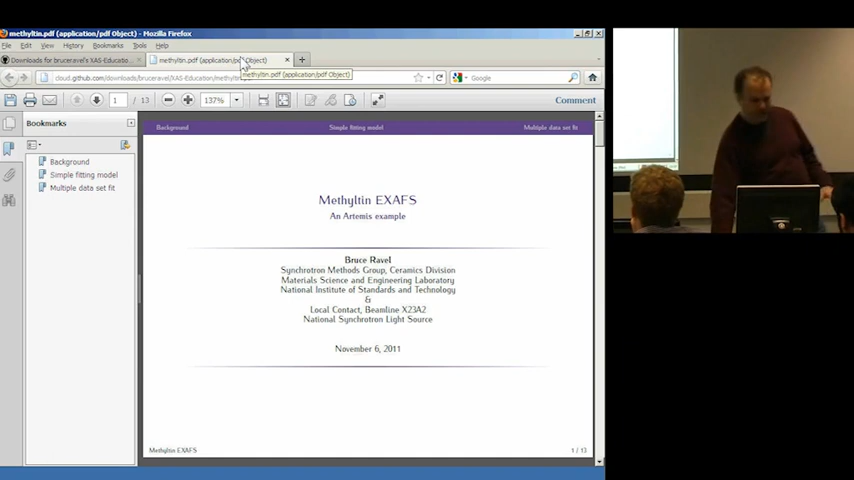 methyltin.pdf (application/pdf Object) - Mozilla Firefox
File Edit View History Bookmarks Tools Help
Downloads for bruceravel's XAS-Educatio
methyltin.pdf (application/pdf Object)
methyltin.pdf (application/pdf Object)
cloud.github.com/downloads/bruceravel/XAS-Education/methyltin
Google
1 / 13
137%
Comment
Bookmarks
Background
Simple fitting model
Multiple data set fit
Background
Simple fitting model
Multiple data set fit
Methyltin EXAFS
An Artemis example
Bruce Ravel
Synchrotron Methods Group, Ceramics Division
Materials Science and Engineering Laboratory
National Institute of Standards and Technology
&
Local Contact, Beamline X23A2
National Synchrotron Light Source
November 6, 2011
Methyltin EXAFS
1 / 13